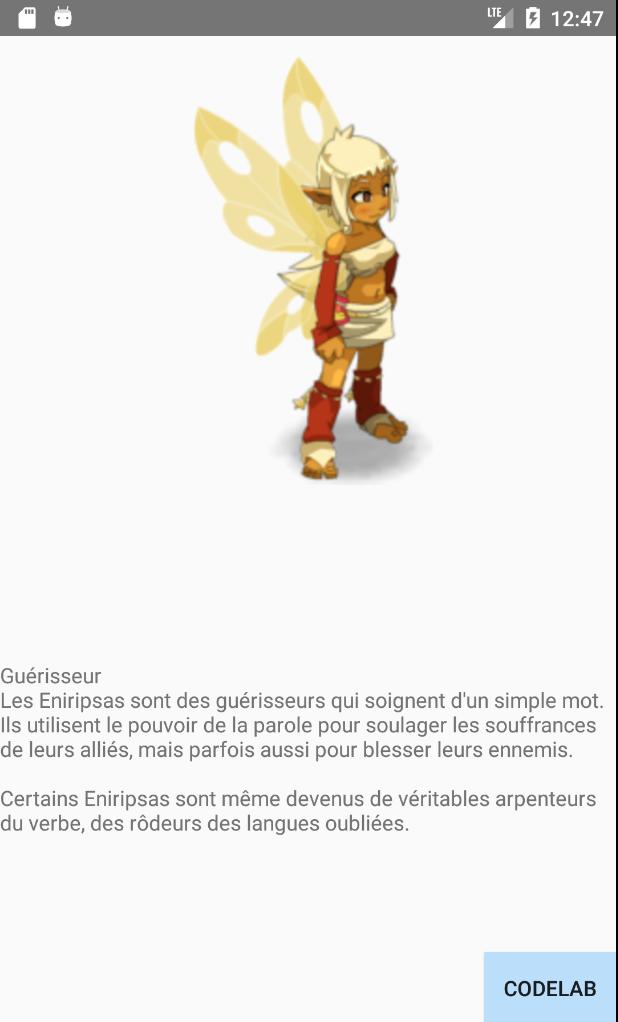 LTE
12:47
Guérisseur
Les Eniripsas sont des guérisseurs qui soignent d'un simple mot.
Ils utilisent le pouvoir de la parole pour soulager les souffrances
de leurs alliés, mais parfois aussi pour blesser leurs ennemis.
Certains Eniripsas sont même devenus de véritables arpenteurs
du verbe, des rôdeurs des langues oubliées.
CODELAB